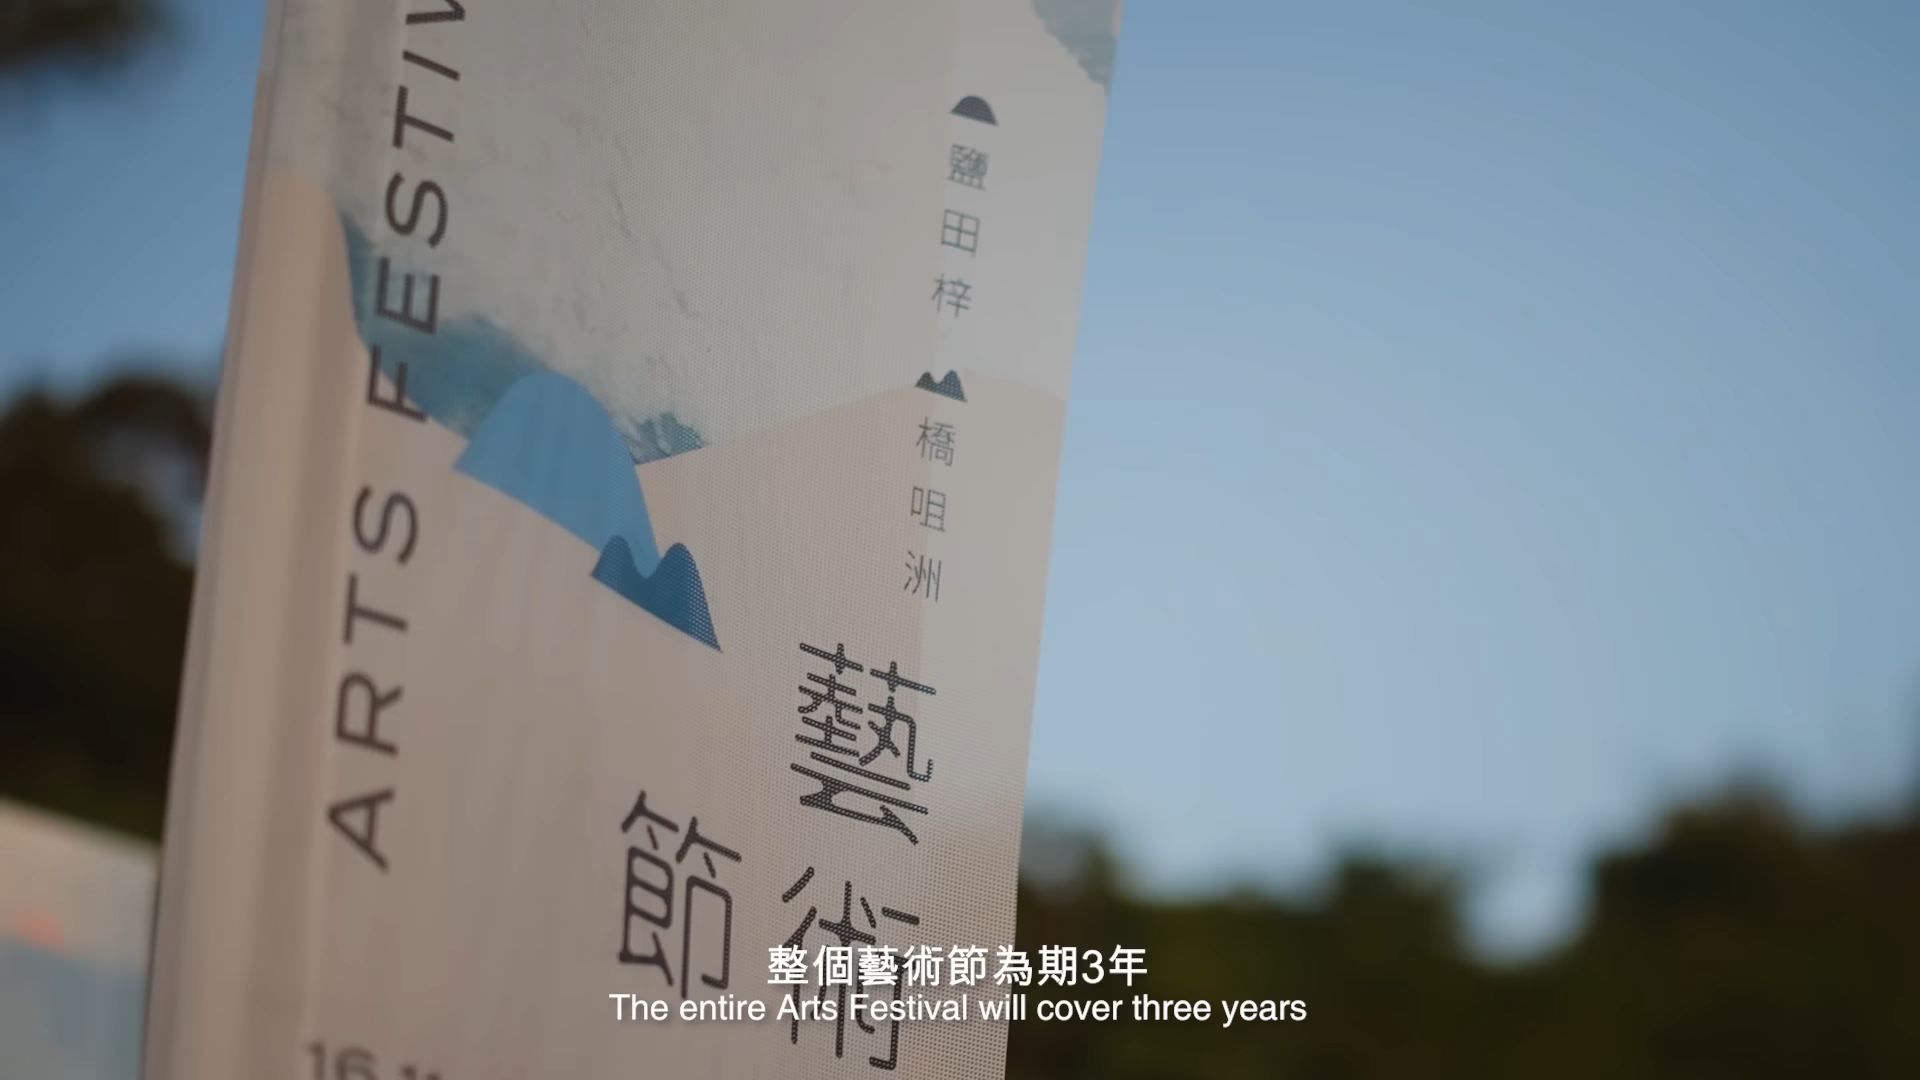 ARTS FESTIV
鹽田梓
橋咀洲
藝術
節
整個藝術節為期3年
The entire Arts Festival will cover three years